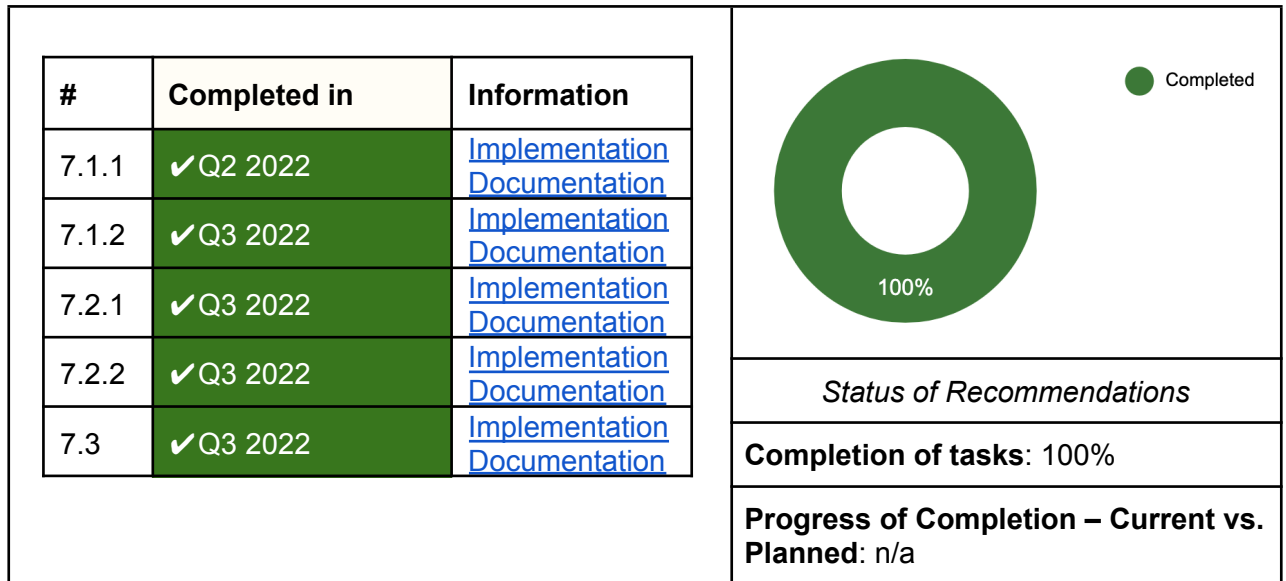 # Completed in Information
7.1.1 ✔Q2 2022 Implementation
Documentation
7.1.2 ✔Q3 2022 Implementation
Documentation
7.2.1 ✔Q3 2022 Implementation
Documentation
7.2.2 ✔Q3 2022 Implementation
Documentation
7.3 ✔Q3 2022 Implementation
Documentation
Completed
100%
Status of Recommendations
Completion of tasks: 100%
Progress of Completion – Current vs.
Planned: n/a